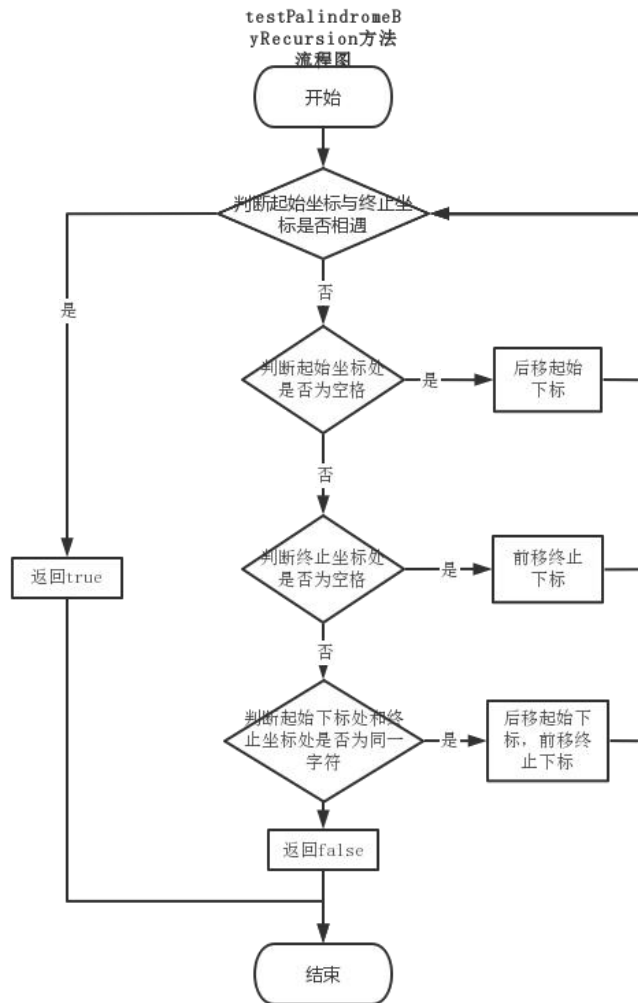 testPalindromeB
yRecursion方法
流程图
开始
判断起始坐标与终止坐
标是否相遇
是
否
判断起始坐标处
是否为空格
是
后移起始
下标
否
判断终止坐标处
是否为空格
是
前移终止
下标
返回true
否
判断起始下标处和终
止坐标处是否为同一
字符
是
后移起始下
标，前移终
止下标
返回false
结束